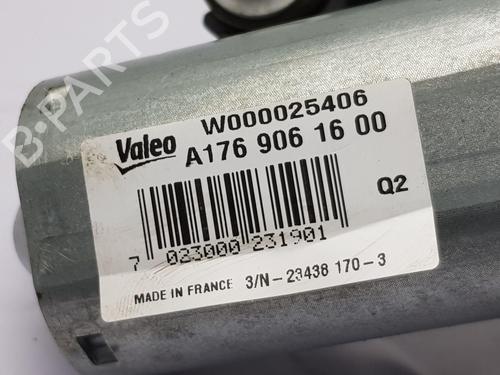 B-PARTS
W000025406
Valeo A176 906 16 00
Q2
7 023000 231901
MADE IN FRANCE 3/N-23438 170-3